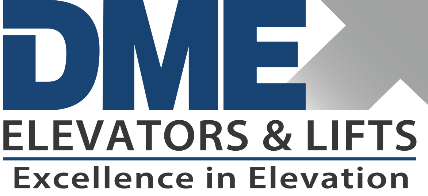 DME
ELEVATORS & LIFTS
Excellence in Elevation